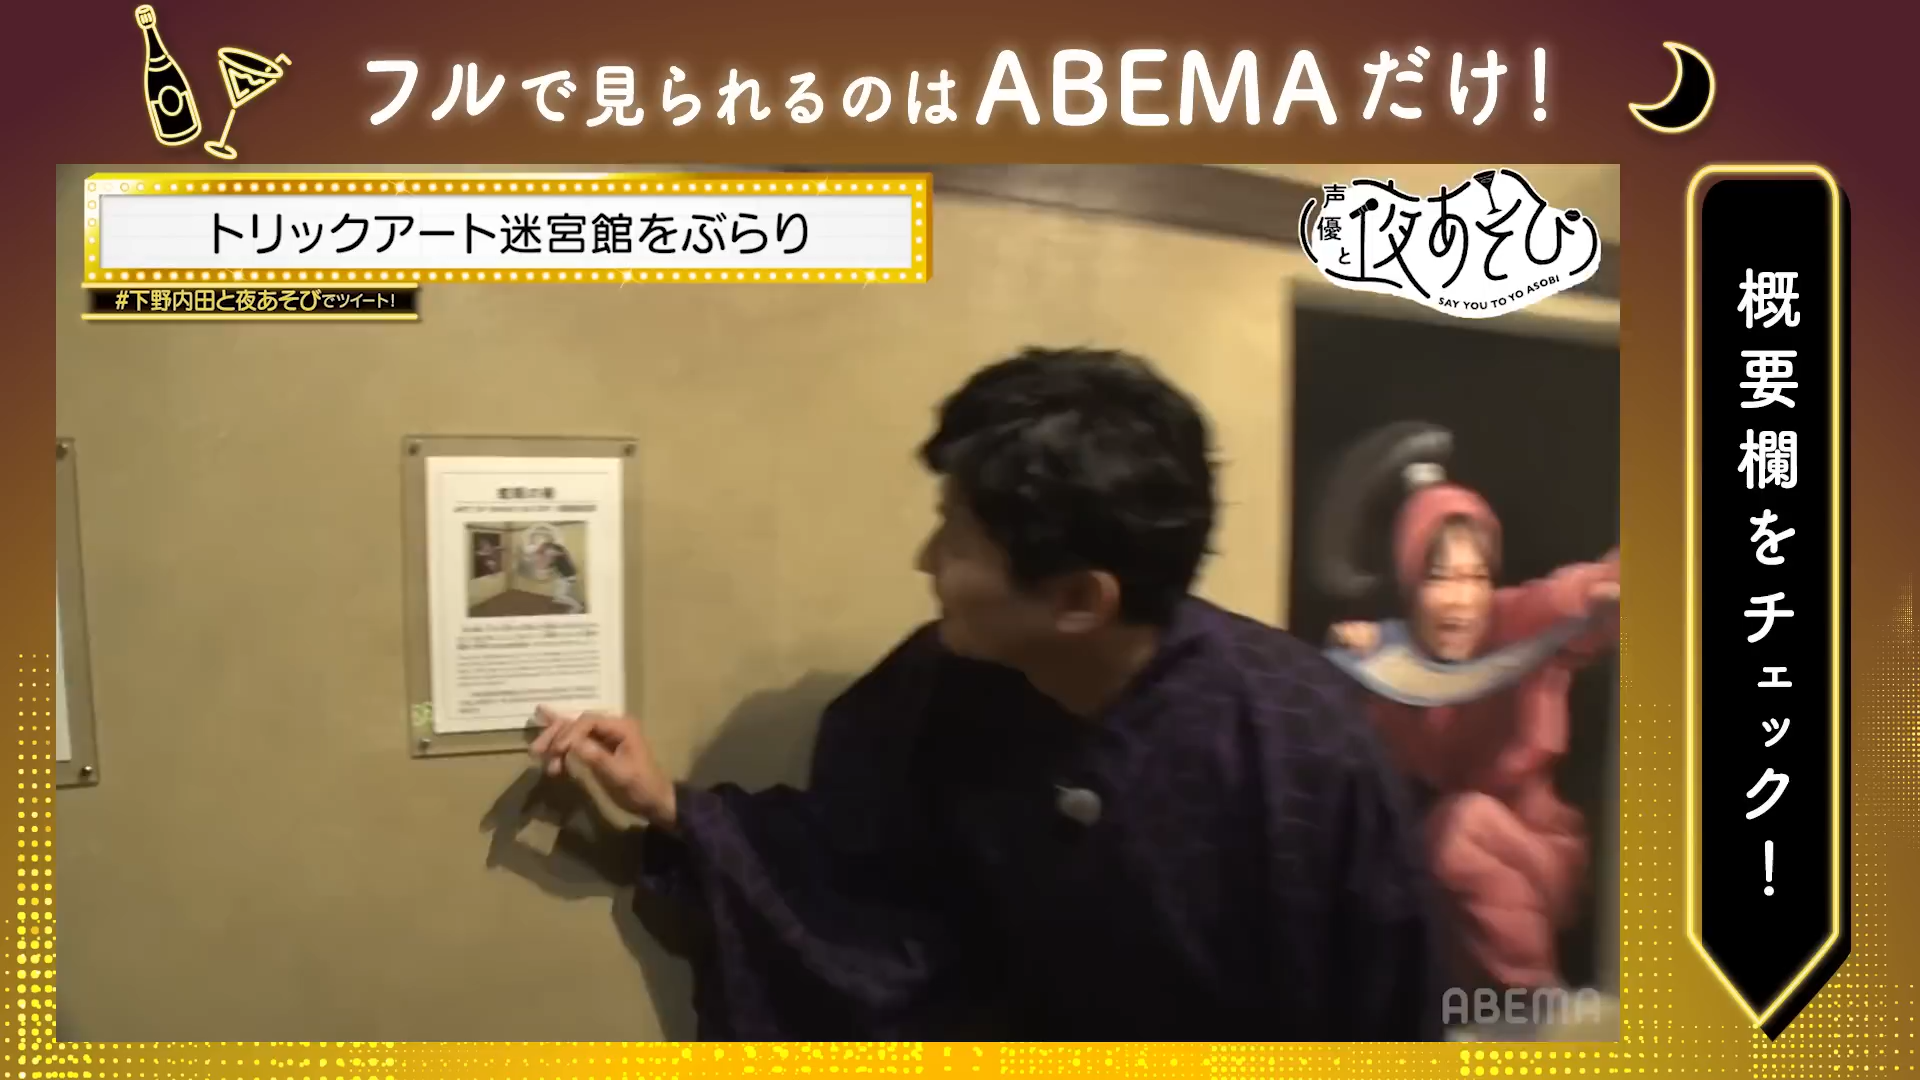 フルで見られるのはABEMAだけ!
トリックアート迷宮館をぶらり
#下野内田と夜あそびでツイート!
声優と夜あそび
SAY YOU TO YO ASOBI
概要欄をチェック!
ABEMA